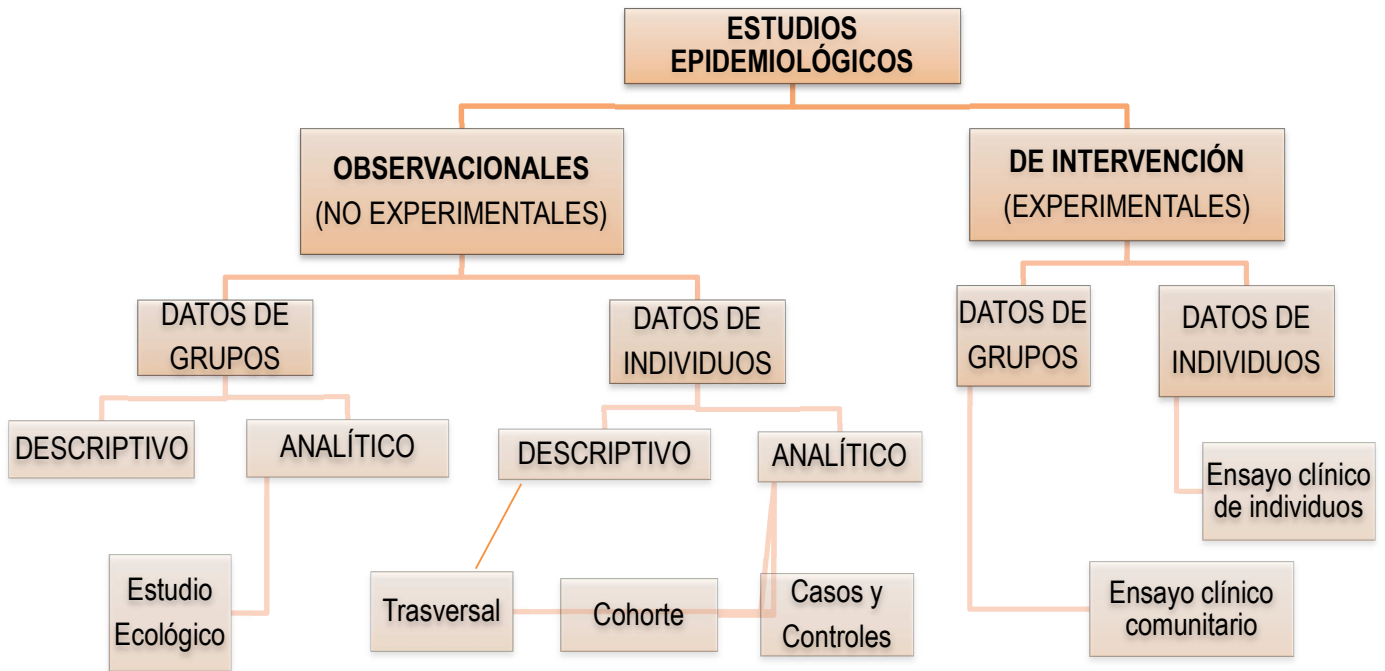 ESTUDIOS
EPIDEMIOLÓGICOS
OBSERVACIONALES
(NO EXPERIMENTALES)
DE INTERVENCIÓN
(EXPERIMENTALES)
DATOS DE
GRUPOS
DATOS DE
INDIVIDUOS
DATOS DE
GRUPOS
DATOS DE
INDIVIDUOS
DESCRIPTIVO
ANALÍTICO
DESCRIPTIVO
ANALÍTICO
Ensayo clínico
de individuos
Estudio
Ecológico
Trasversal
Cohorte
Casos y
Controles
Ensayo clínico
comunitario